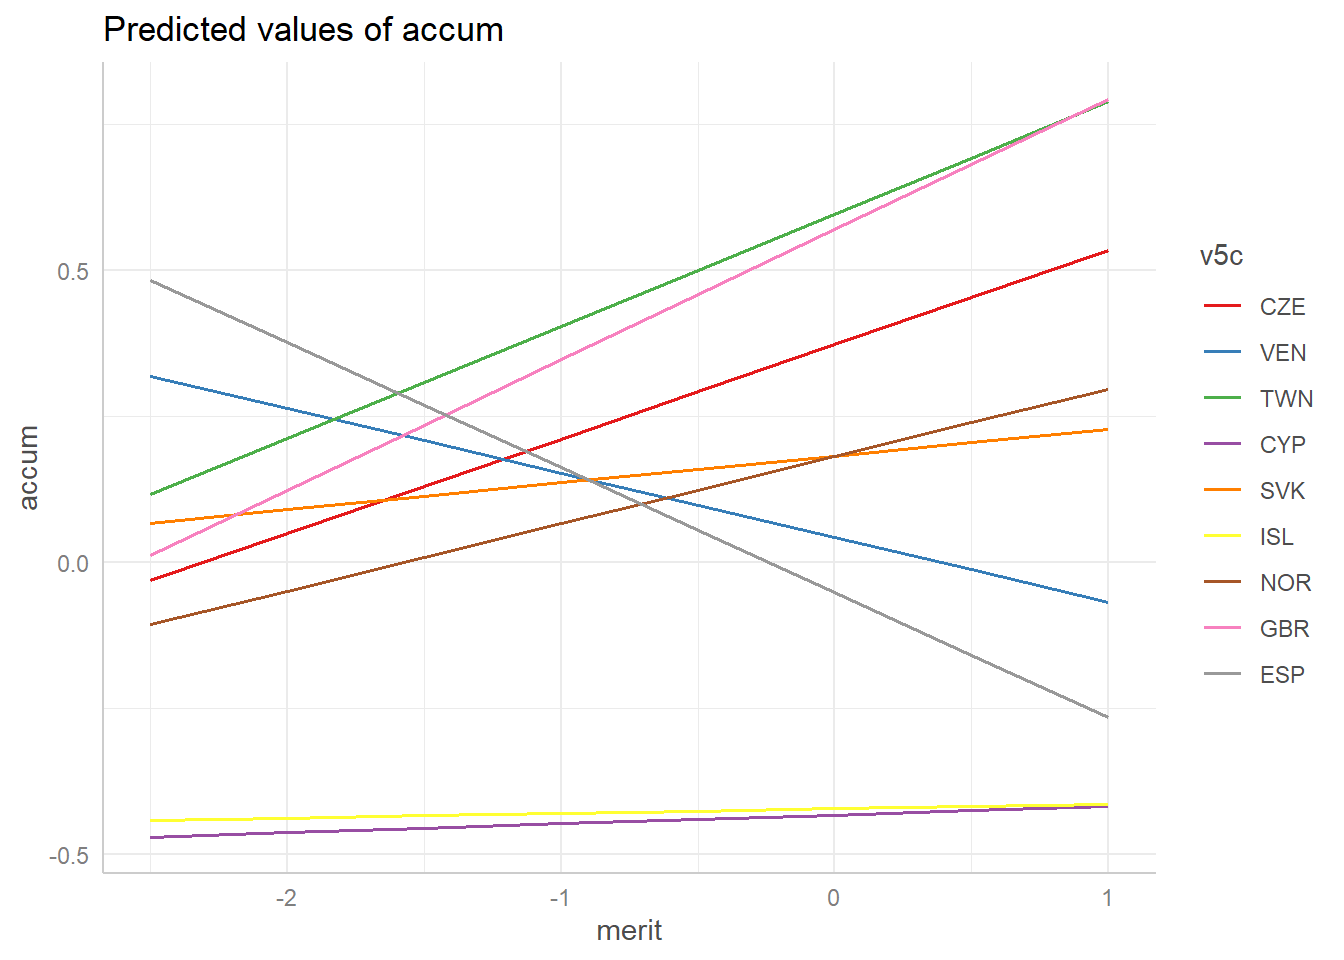 Predicted values of accum
accum
0.5
0.0
-0.5
-2
-1
0
1
merit
v5c
CZE
VEN
TWN
CYP
SVK
ISL
NOR
GBR
ESP